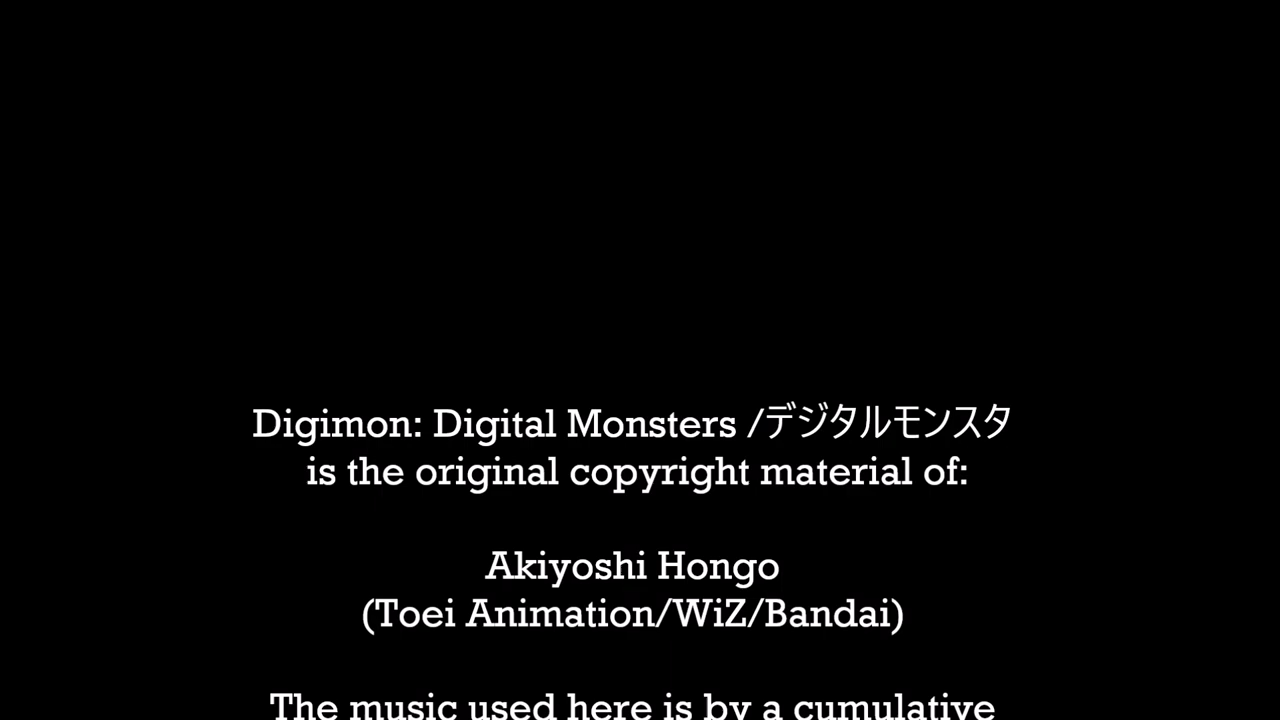 Digimon: Digital Monsters /デジタルモンスタ
is the original copyright material of:
Akiyoshi Hongo
(Toei Animation/WiZ/Bandai)
The music used here is by a cumulative